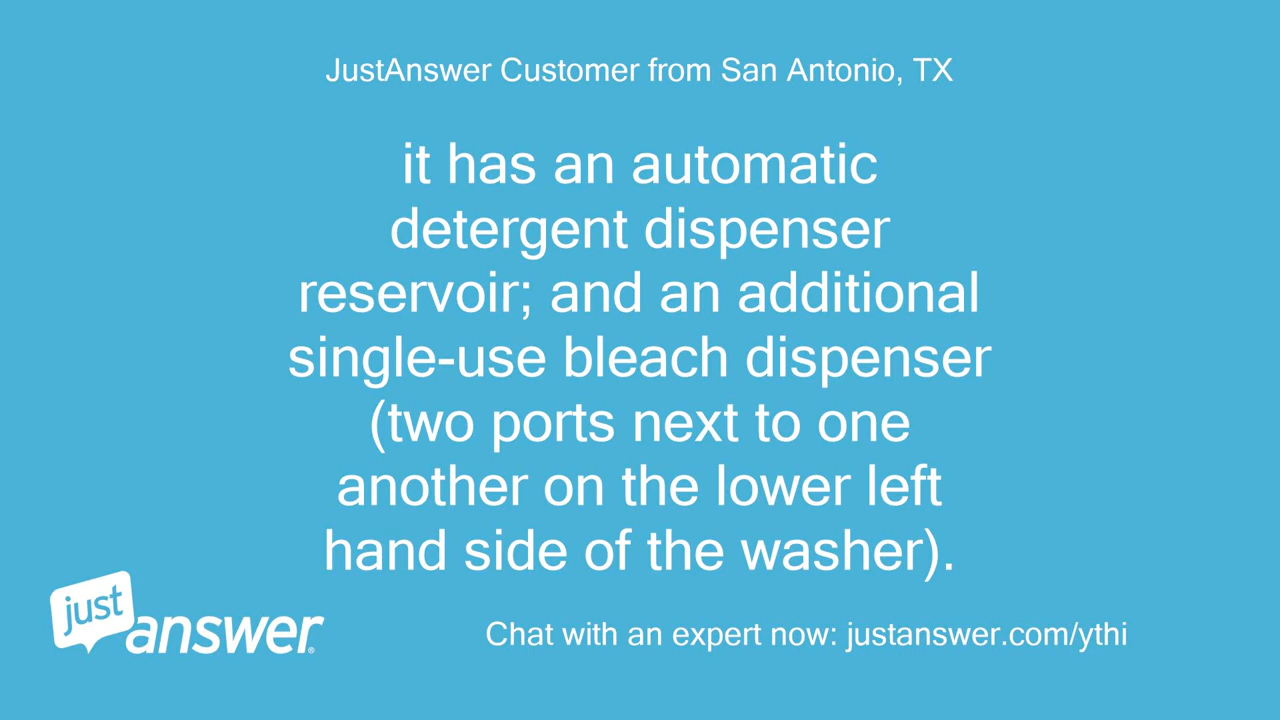 JustAnswer Customer from San Antonio, TX
it has an automatic
detergent dispenser
reservoir; and an additional
single-use bleach dispenser
(two ports next to one
another on the lower left
hand side of the washer).
just
answer®
Chat with an expert now: justanswer.com/ythi